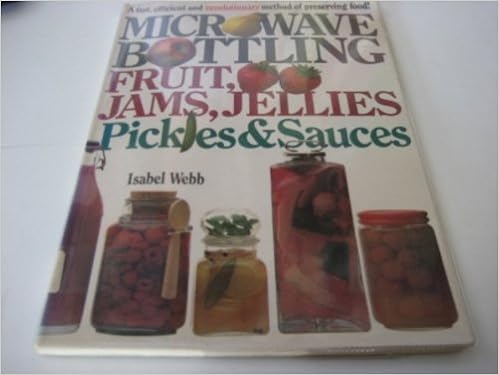 A fast, efficient and revolutionary method of preserving food!
MICROWAVE
BOTTLING
FRUIT,
JAMS, JELLIES
Pickles & Sauces
Isabel Webb